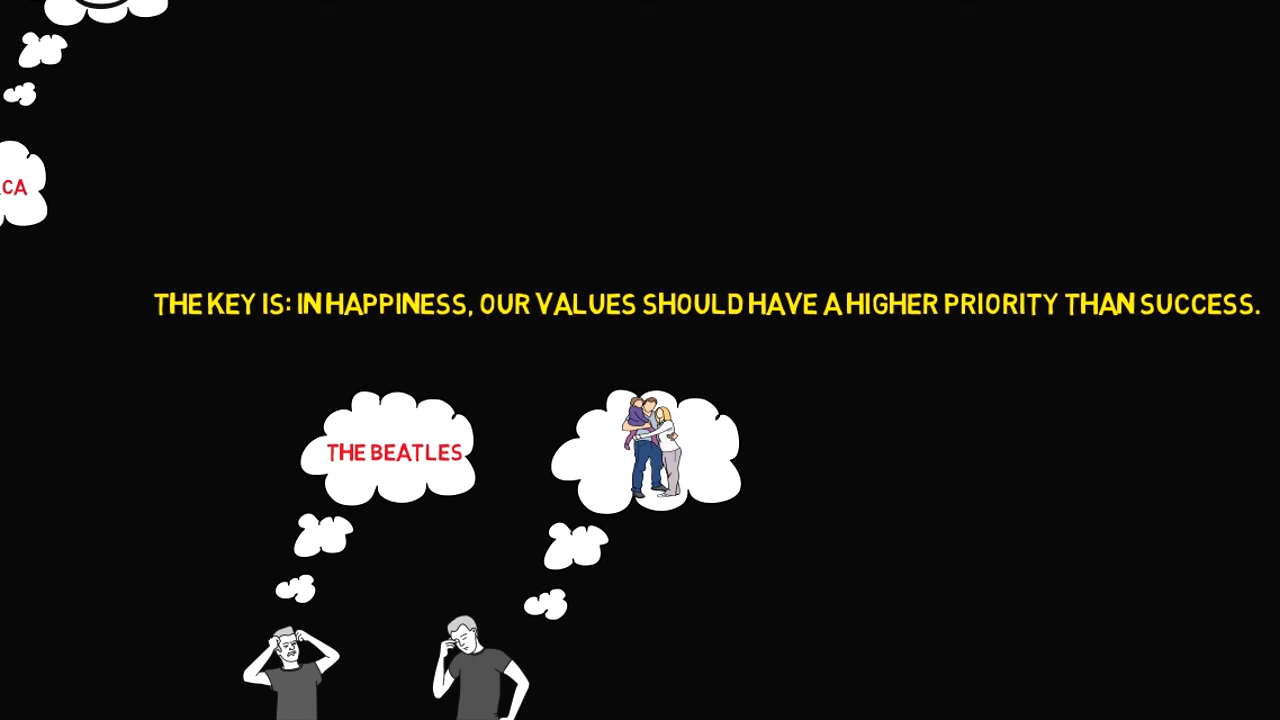 CA
THE KEY IS: IN HAPPINESS, OUR VALUES SHOULD HAVE A HIGHER PRIORITY THAN SUCCESS.
THE BEATLES